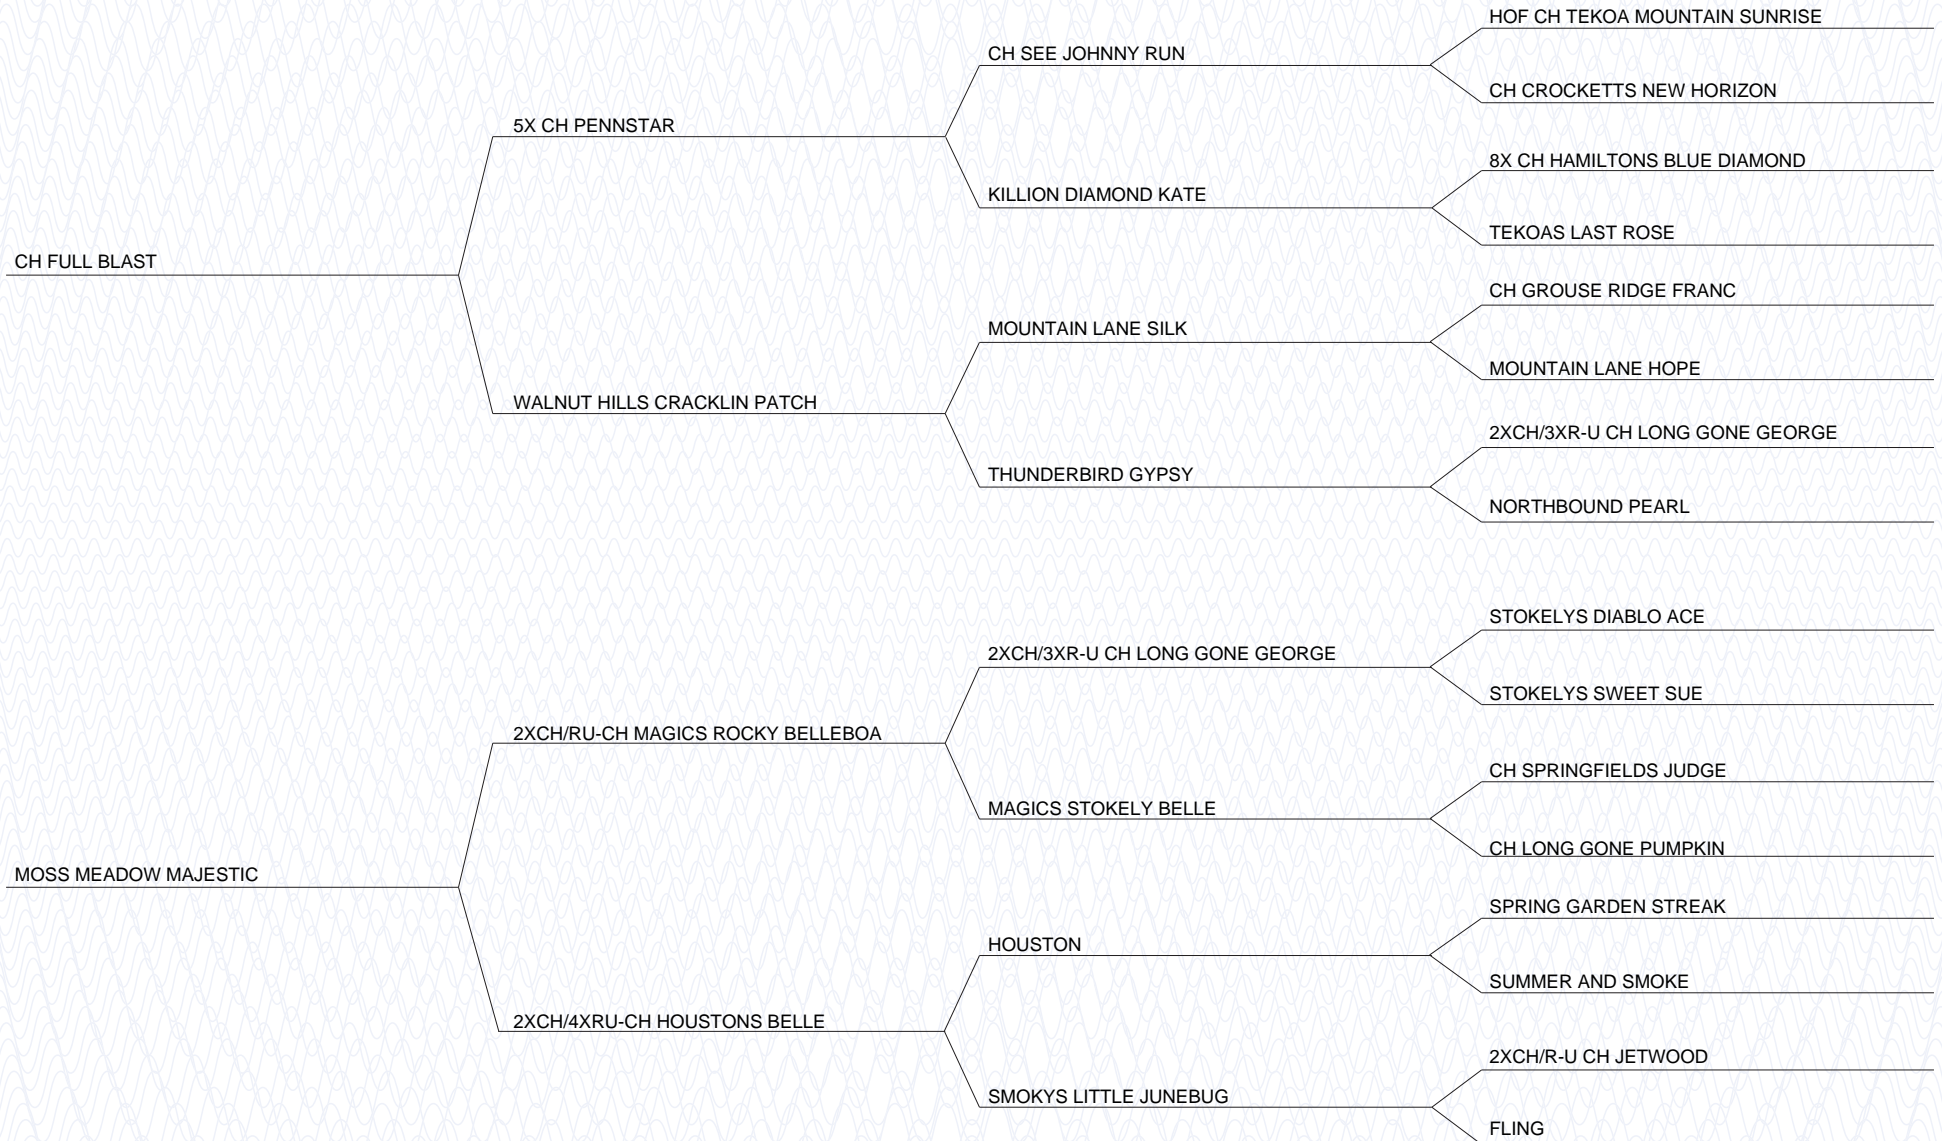 HOF CH TEKOA MOUNTAIN SUNRISE
CH SEE JOHNNY RUN
CH CROCKETTS NEW HORIZON
5X CH PENNSTAR
8X CH HAMILTONS BLUE DIAMOND
KILLION DIAMOND KATE
TEKOAS LAST ROSE
CH FULL BLAST
CH GROUSE RIDGE FRANC
MOUNTAIN LANE SILK
MOUNTAIN LANE HOPE
WALNUT HILLS CRACKLIN PATCH
2XCH/3XR-U CH LONG GONE GEORGE
THUNDERBIRD GYPSY
NORTHBOUND PEARL
STOKELYS DIABLO ACE
2XCH/3XR-U CH LONG GONE GEORGE
STOKELYS SWEET SUE
2XCH/RU-CH MAGICS ROCKY BELLEBOA
CH SPRINGFIELDS JUDGE
MAGICS STOKELY BELLE
CH LONG GONE PUMPKIN
MOSS MEADOW MAJESTIC
SPRING GARDEN STREAK
HOUSTON
SUMMER AND SMOKE
2XCH/4XRU-CH HOUSTONS BELLE
2XCH/R-U CH JETWOOD
SMOKYS LITTLE JUNEBUG
FLING